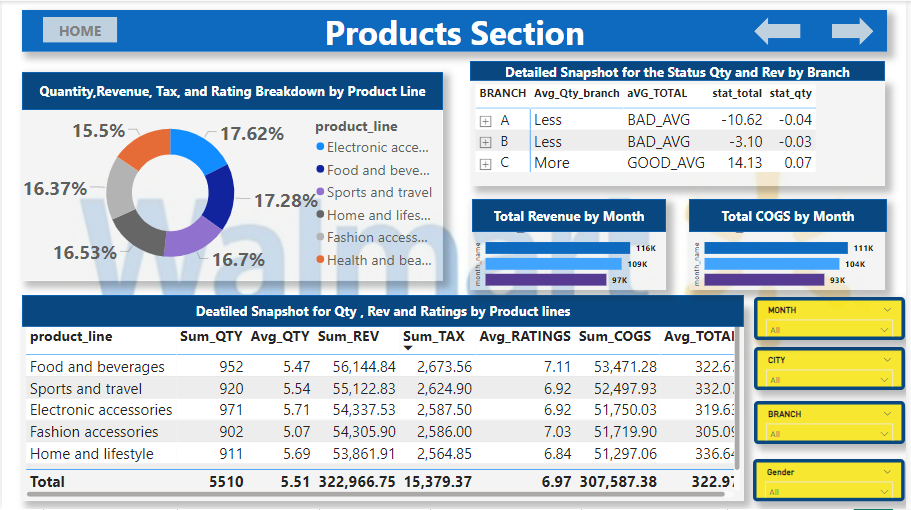 HOME
Products Section
Quantity,Revenue, Tax, and Rating Breakdown by Product Line
15.5%
17.62%
16.37%
17.28%
16.53%
16.7%
product_line
Electronic acce...
Food and beve...
Sports and travel
Home and lifes...
Fashion access...
Health and bea...
Detailed Snapshot for the Status Qty and Rev by Branch
BRANCH Avg_Qty_branch aVG_TOTAL stat_total stat_qty
A Less BAD_AVG -10.62 -0.04
B Less BAD_AVG -3.10 -0.03
C More GOOD_AVG 14.13 0.07
Walmart
Total Revenue by Month
month_name
116K
109K
97K
Total COGS by Month
month_name
111K
104K
93K
Deatiled Snapshot for Qty , Rev and Ratings by Product lines
product_line Sum_QTY Avg_QTY Sum_REV Sum_TAX Avg_RATINGS Sum_COGS Avg_TOTAL
Food and beverages 952 5.47 56,144.84 2,673.56 7.11 53,471.28 322.67
Sports and travel 920 5.54 55,122.83 2,624.90 6.92 52,497.93 332.07
Electronic accessories 971 5.71 54,337.53 2,587.50 6.92 51,750.03 319.63
Fashion accessories 902 5.07 54,305.90 2,586.00 7.03 51,719.90 305.09
Home and lifestyle 911 5.69 53,861.91 2,564.85 6.84 51,297.06 336.64
Total 5510 5.51 322,966.75 15,379.37 6.97 307,587.38 322.97
MONTH
All
CITY
All
BRANCH
All
Gender
All